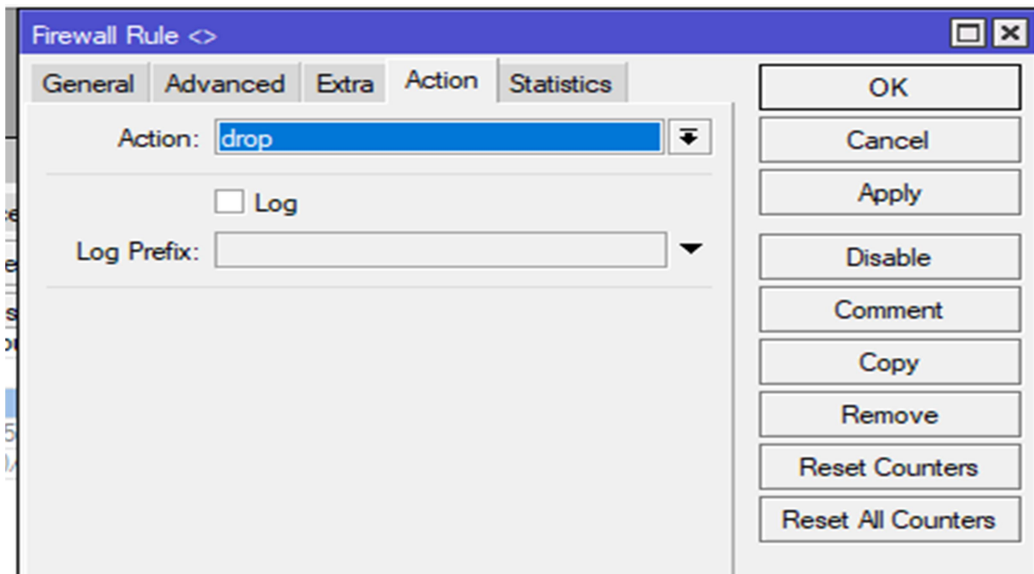 Firewall Rule <>
General Advanced Extra Action Statistics
Action: drop
Log
Log Prefix:
OK
Cancel
Apply
Disable
Comment
Copy
Remove
Reset Counters
Reset All Counters